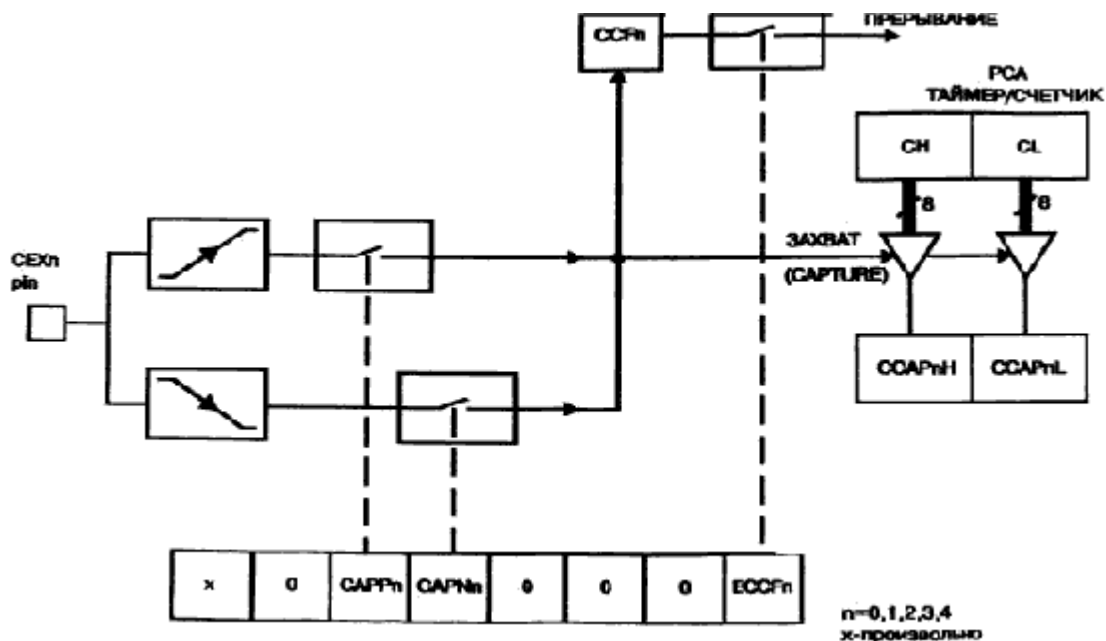 ПРЕРЫВАНИЕ
CCFn
PCA
ТАЙМЕР/СЧЕТЧИК
CH CL
8 8
CEXn
pin
ЗАХВАТ
(CAPTURE)
CCAPnH CCAPnL
x 0 CAPPn CAPNn 0 0 0 ECCFn
n=0,1,2,3,4
x-произвольно